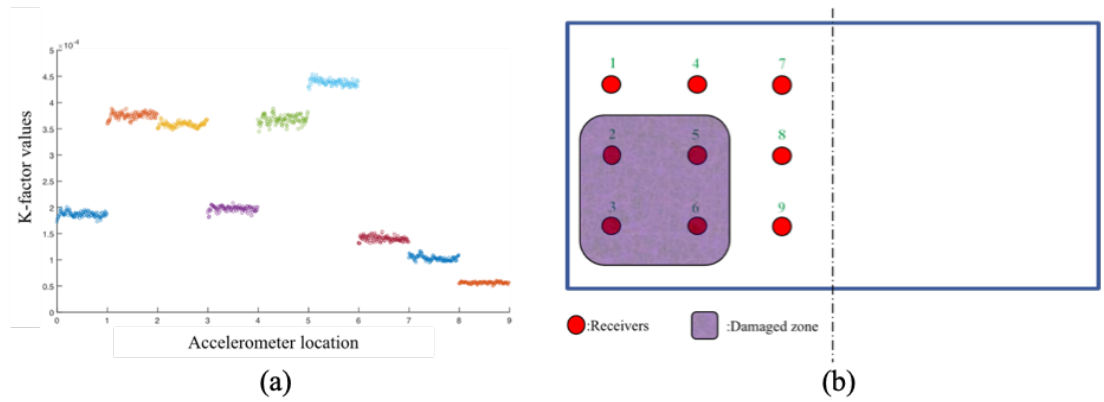 ×10⁻⁴
5
4.5
4
3.5
3
2.5
2
1.5
1
0.5
0
K-factor values
0 1 2 3 4 5 6 7 8 9
Accelerometer location
(a)
1 4 7
2 5 8
3 6 9
:Receivers :Damaged zone
(b)